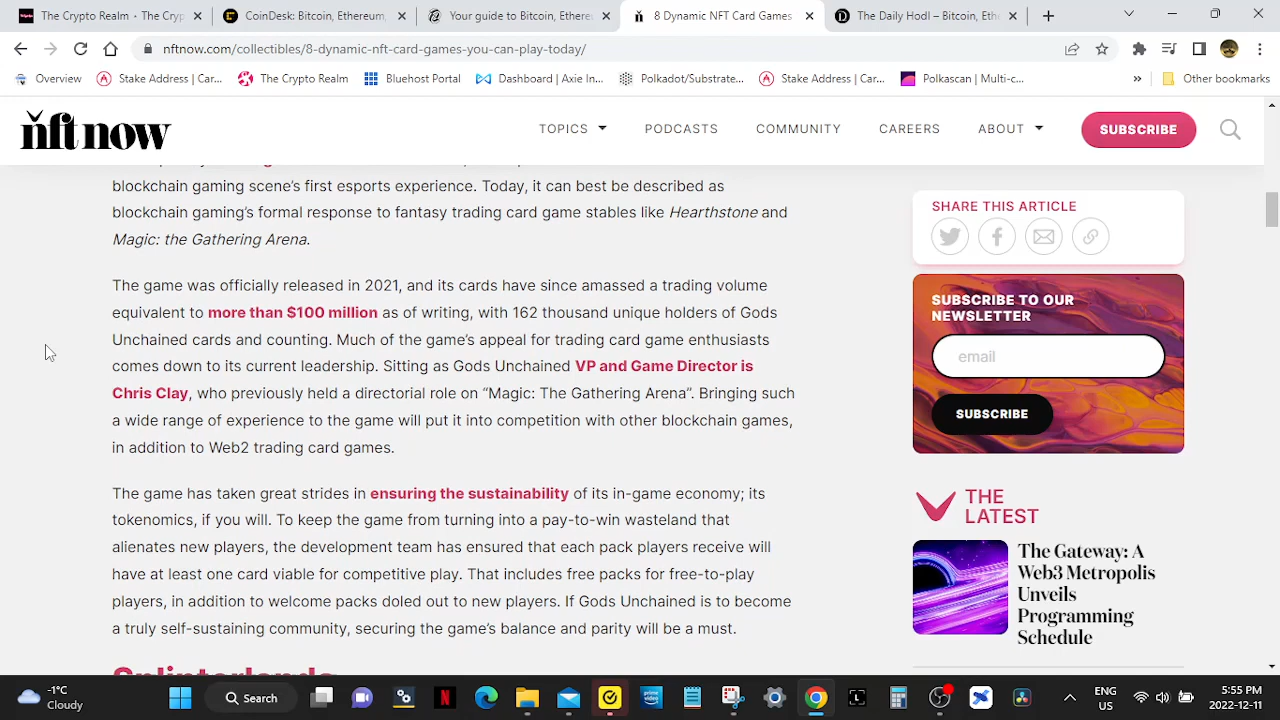 The Crypto Realm • The Cryp
CoinDesk: Bitcoin, Ethereum,
Your guide to Bitcoin, Ethere
8 Dynamic NFT Card Games
The Daily Hodl – Bitcoin, Eth
nftnow.com/collectibles/8-dynamic-nft-card-games-you-can-play-today/
Overview
Stake Address | Car...
The Crypto Realm
Bluehost Portal
Dashboard | Axie In...
Polkadot/Substrate...
Stake Address | Car...
Polkascan | Multi-c...
»
Other bookmarks
nft now
TOPICS
PODCASTS
COMMUNITY
CAREERS
ABOUT
SUBSCRIBE
blockchain gaming scene's first esports experience. Today, it can best be described as
blockchain gaming's formal response to fantasy trading card game stables like Hearthstone and
Magic: the Gathering Arena.
The game was officially released in 2021, and its cards have since amassed a trading volume
equivalent to more than $100 million as of writing, with 162 thousand unique holders of Gods
Unchained cards and counting. Much of the game's appeal for trading card game enthusiasts
comes down to its current leadership. Sitting as Gods Unchained VP and Game Director is
Chris Clay, who previously held a directorial role on "Magic: The Gathering Arena". Bringing such
a wide range of experience to the game will put it into competition with other blockchain games,
in addition to Web2 trading card games.
The game has taken great strides in ensuring the sustainability of its in-game economy; its
tokenomics, if you will. To keep the game from turning into a pay-to-win wasteland that
alienates new players, the development team has ensured that each pack players receive will
have at least one card viable for competitive play. That includes free packs for free-to-play
players, in addition to welcome packs doled out to new players. If Gods Unchained is to become
a truly self-sustaining community, securing the game's balance and parity will be a must.
Splinterlands
SHARE THIS ARTICLE
SUBSCRIBE TO OUR
NEWSLETTER
email
SUBSCRIBE
THE
LATEST
The Gateway: A
Web3 Metropolis
Unveils
Programming
Schedule
-1°C
Cloudy
Search
prime
video
ENG
US
5:55 PM
2022-12-11